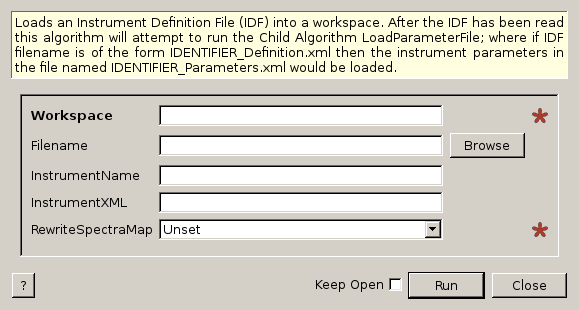 Loads an Instrument Definition File (IDF) into a workspace. After the IDF has been read
this algorithm will attempt to run the Child Algorithm LoadParameterFile; where if IDF
filename is of the form IDENTIFIER_Definition.xml then the instrument parameters in
the file named IDENTIFIER_Parameters.xml would be loaded.
Workspace *
Filename Browse
InstrumentName
InstrumentXML
RewriteSpectraMap Unset *
? Keep Open Run Close